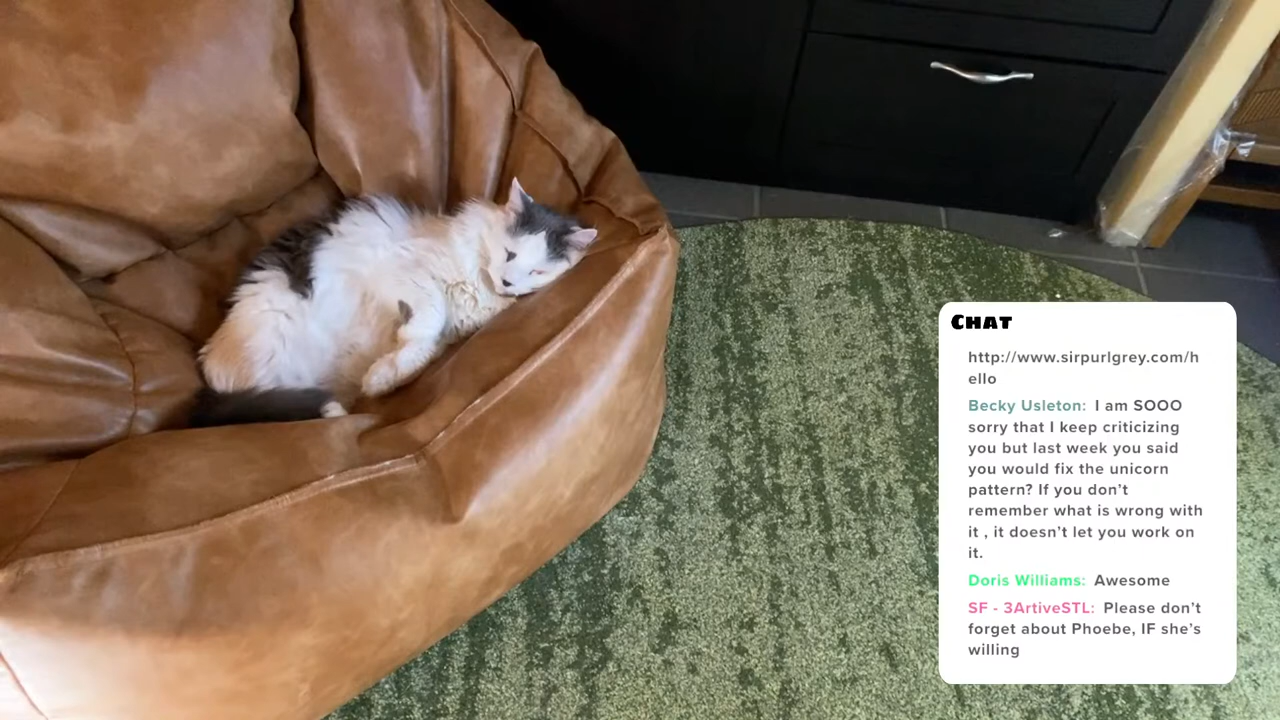 Chat
http://www.sirpurlgrey.com/h
ello
Becky Usleton: I am SOOO
sorry that I keep criticizing
you but last week you said
you would fix the unicorn
pattern? If you don't
remember what is wrong with
it , it doesn't let you work on
it.
Doris Williams: Awesome
SF - 3ArtiveSTL: Please don't
forget about Phoebe, IF she's
willing